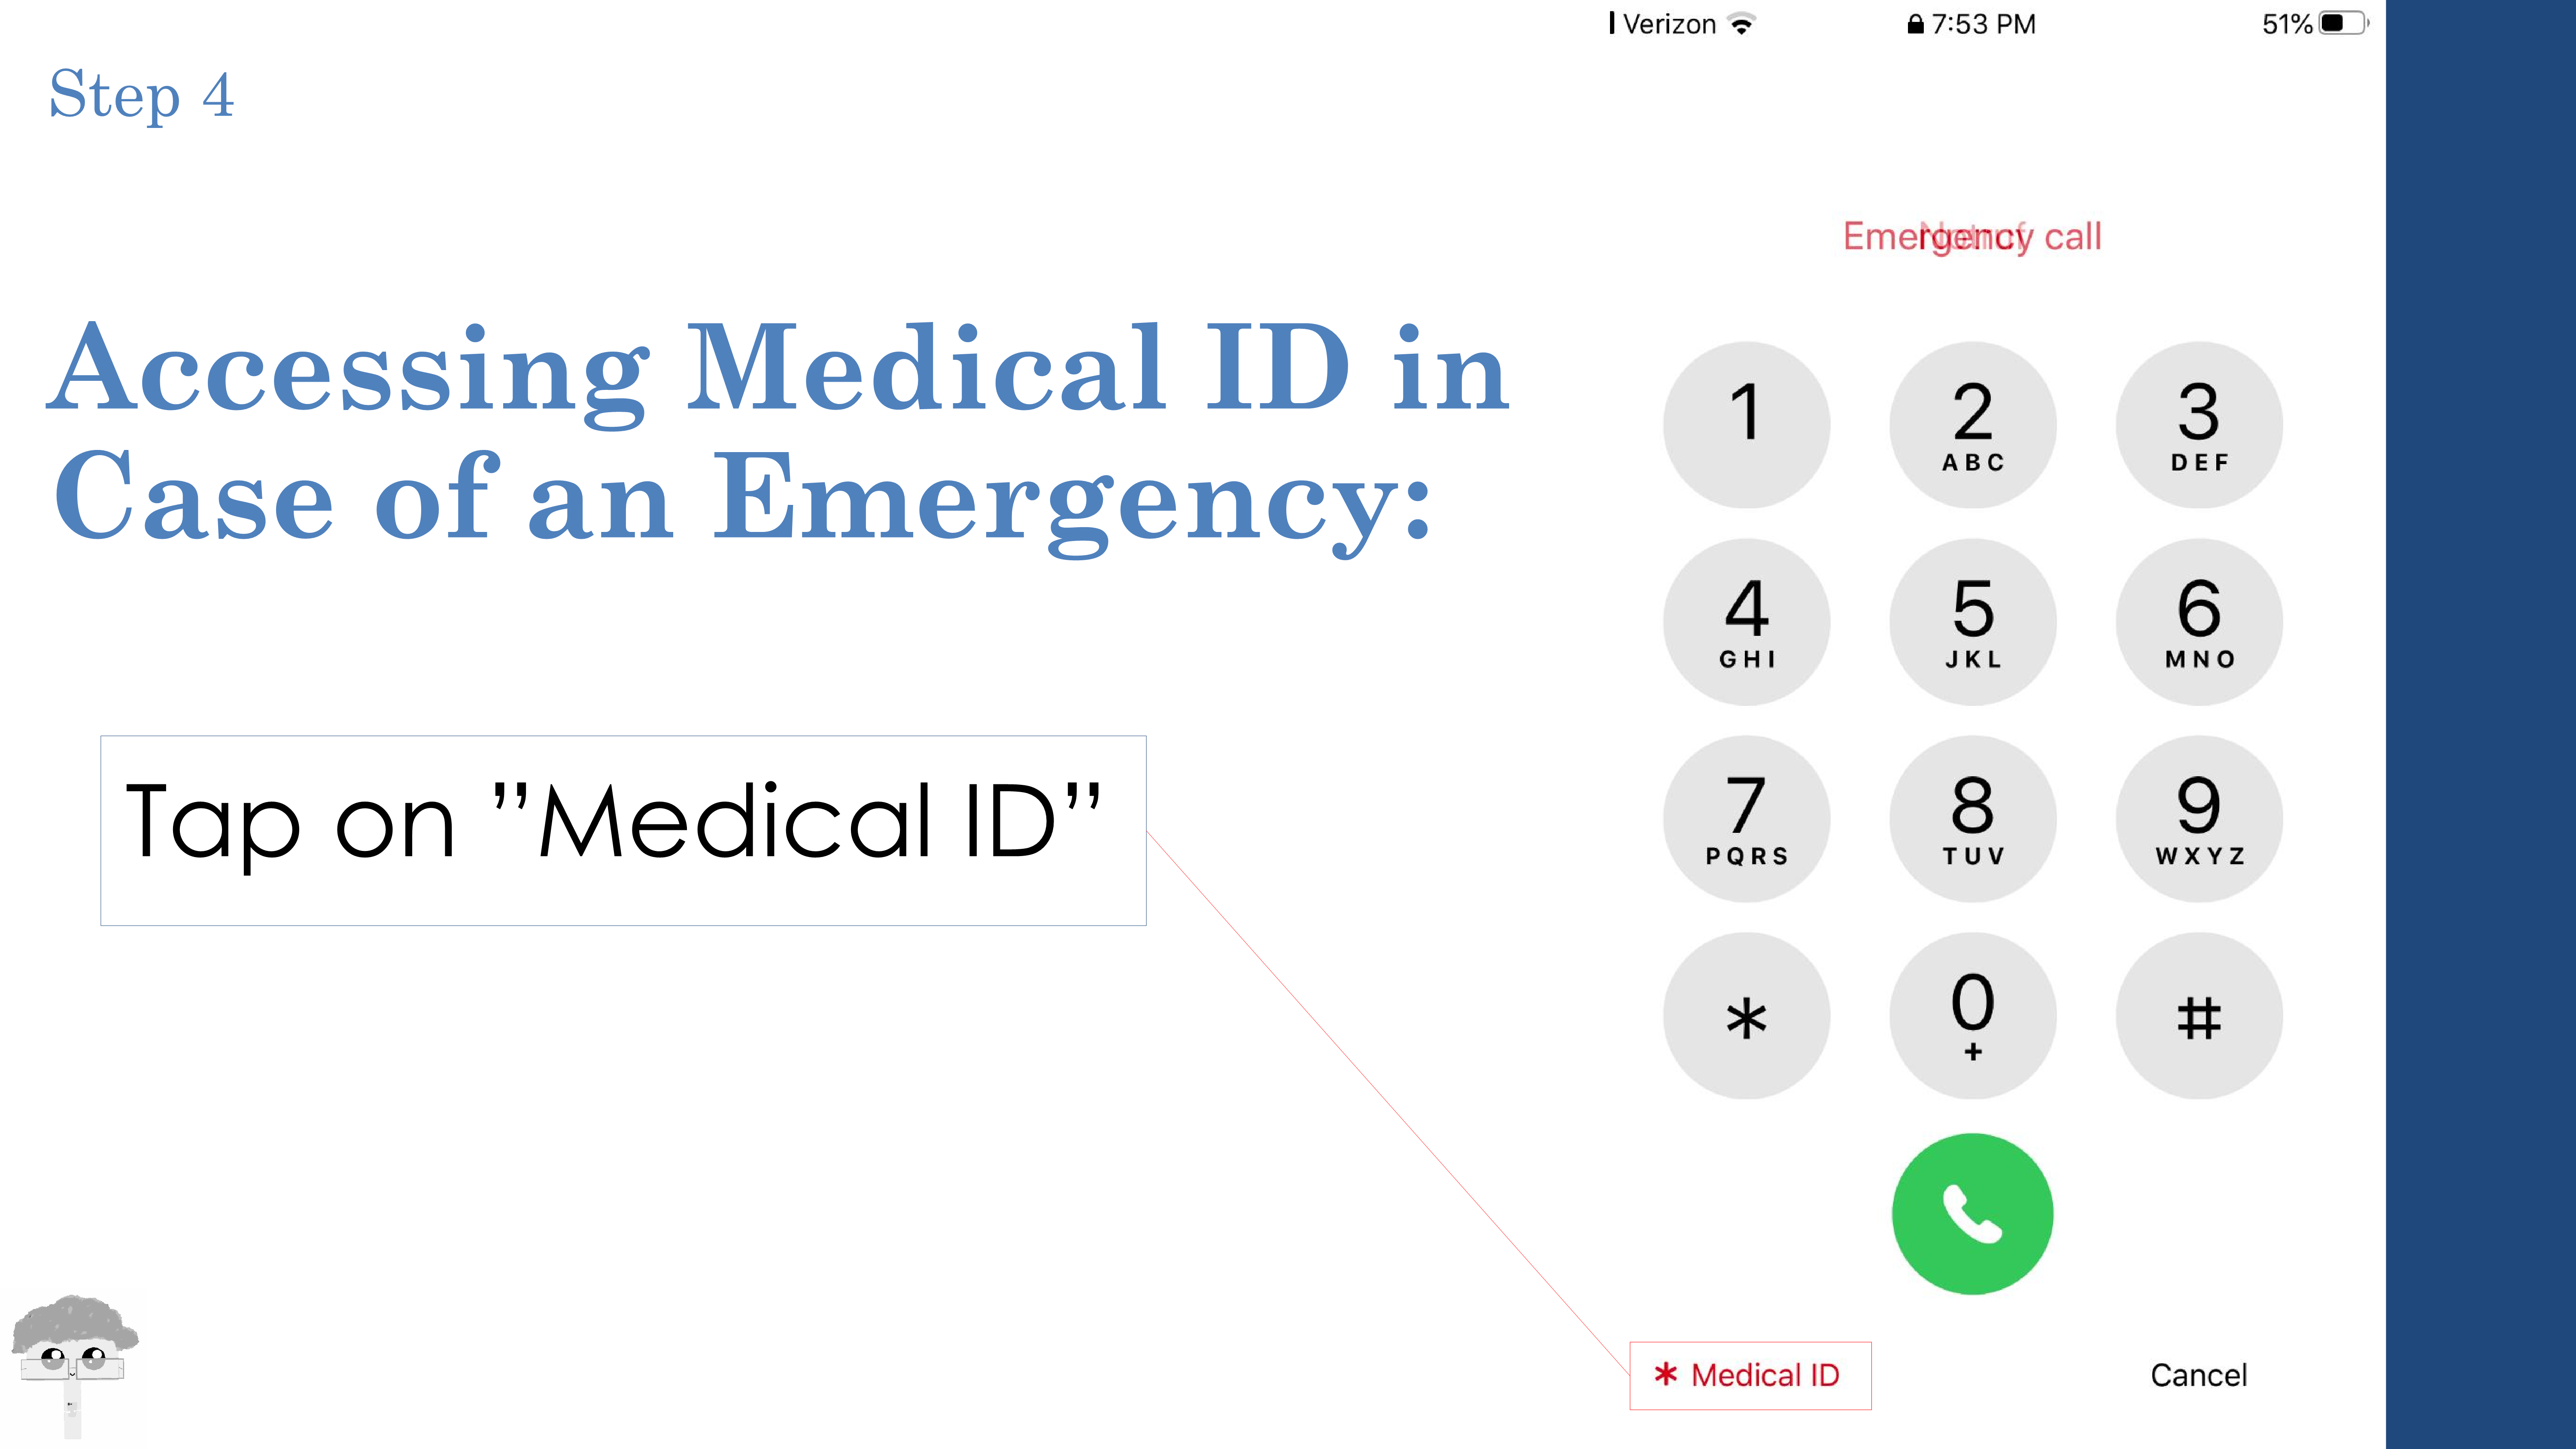 Step 4
Accessing Medical ID in
Case of an Emergency:
Tap on ”Medical ID”
Verizon 7:53 PM 51%
Emergency call
1 2 3
ABC DEF
4 5 6
GHI JKL MNO
7 8 9
PQRS TUV WXYZ
* 0 #
+
* Medical ID Cancel